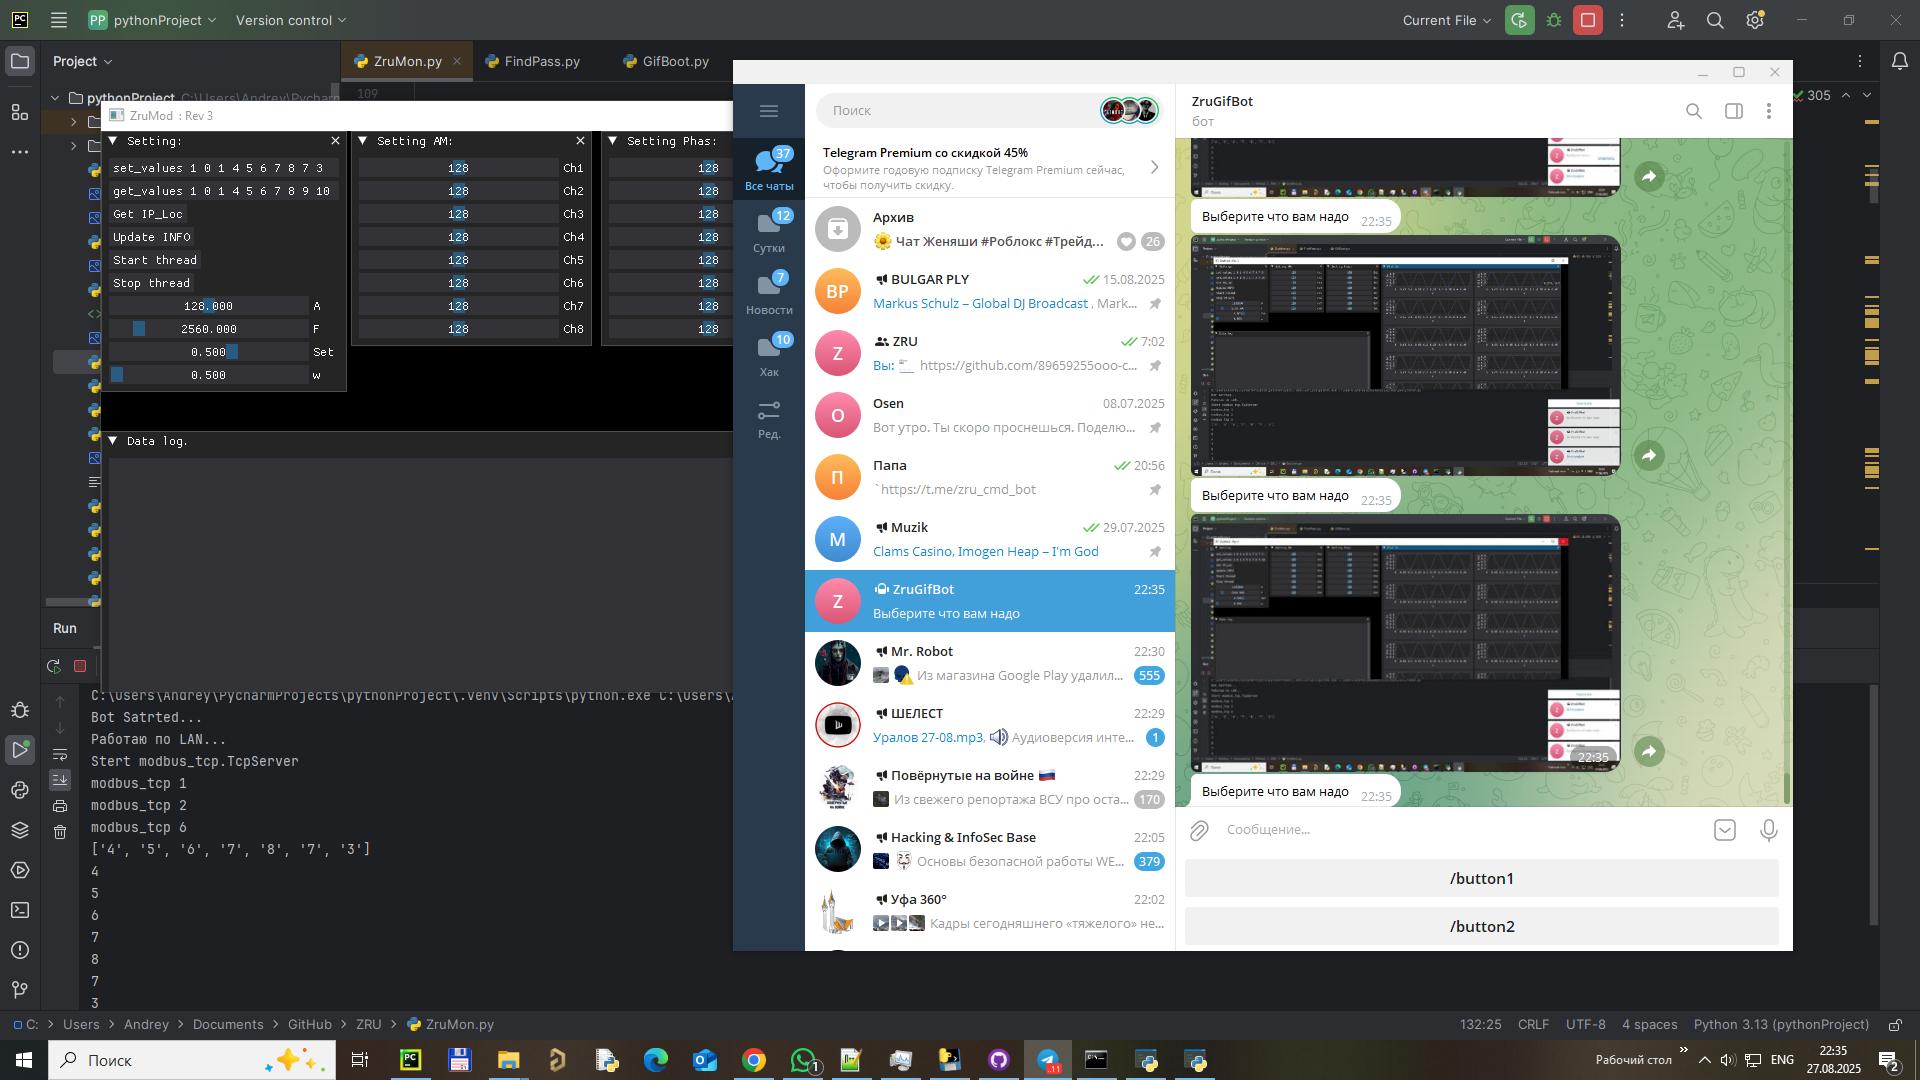 PC
PP pythonProject
Version control
Current File
Project
ZruMon.py
FindPass.py
GifBoot.py
pythonProject C:\Users\Andrey\Pycharm
109
305
ZruMod : Rev 3
Setting:
set_values 1 0 1 4 5 6 7 8 7 3
get_values 1 0 1 4 5 6 7 8 9 10
Get IP_Loc
Update INFO
Start thread
Stop thread
128.000 A
2560.000 F
0.500 Set
0.500 w
Setting AM:
128 Ch1
128 Ch2
128 Ch3
128 Ch4
128 Ch5
128 Ch6
128 Ch7
128 Ch8
Setting Phas:
128
128
128
128
128
128
128
128
Data log.
Run
C:\Users\Andrey\PycharmProjects\pythonProject\.venv\Scripts\python.exe C:\Users\
Bot Satrted...
Работаю по LAN...
Start modbus_tcp.TcpServer
modbus_tcp 1
modbus_tcp 2
modbus_tcp 6
['4', '5', '6', '7', '8', '7', '3']
4
5
6
7
8
7
3
37
Все чаты
12
Сутки
7
Новости
10
Хак
Ред.
Поиск
Telegram Premium со скидкой 45%
Оформите годовую подписку Telegram Premium сейчас,
чтобы получить скидку.
Архив
Чат Женяши #Роблокс #Трейд... 26
BP BULGAR PLY 15.08.2025
Markus Schulz – Global DJ Broadcast , Mark...
Z ZRU 7:02
Вы: https://github.com/89659255ooo-c...
O Osen 08.07.2025
Вот утро. Ты скоро проснешься. Поделю...
П Папа 20:56
`https://t.me/zru_cmd_bot
M Muzik 29.07.2025
Clams Casino, Imogen Heap – I'm God
Z ZruGifBot 22:35
Выберите что вам надо
Mr. Robot 22:30
Из магазина Google Play удалил... 555
ШЕЛЕСТ 22:29
Уралов 27-08.mp3, Аудиоверсия инте... 1
Повёрнутые на войне 22:29
Из свежего репортажа ВСУ про оста... 170
Hacking & InfoSec Base 22:05
Основы безопасной работы WE... 379
Уфа 360° 22:02
Кадры сегодняшнего «тяжелого» не...
ZruGifBot
бот
Выберите что вам надо 22:35
Выберите что вам надо 22:35
22:35
Выберите что вам надо 22:35
Сообщение...
/button1
/button2
C: Users Andrey Documents GitHub ZRU ZruMon.py
132:25 CRLF UTF-8 4 spaces Python 3.13 (pythonProject)
Поиск
PC
1
..11
Рабочий стол
ENG
22:35
27.08.2025
2